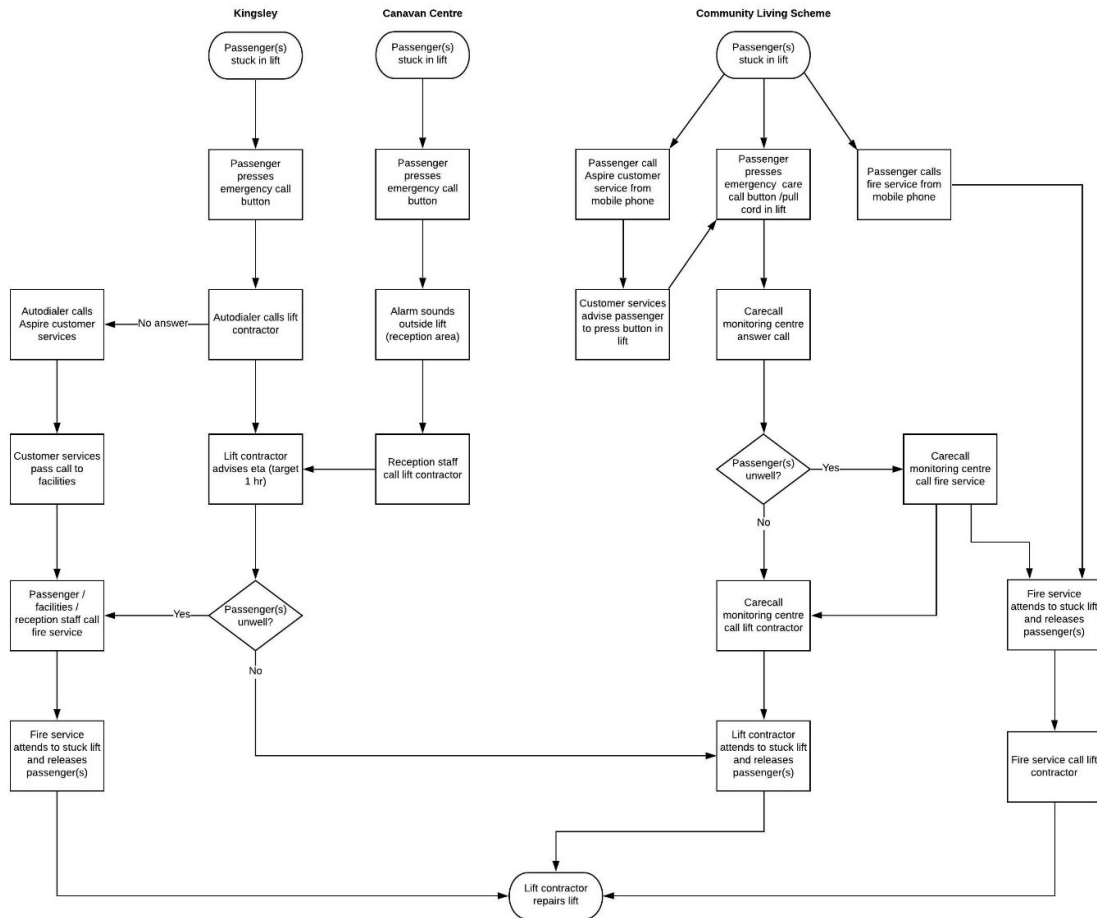 Kingsley
Canavan Centre
Community Living Scheme
Passenger(s)
stuck in lift
Passenger(s)
stuck in lift
Passenger(s)
stuck in lift
Passenger
presses
emergency call
button
Passenger
presses
emergency call
button
Passenger call
Aspire customer
service from
mobile phone
Passenger
presses
emergency care
call button /pull
cord in lift
Passenger calls
fire service from
mobile phone
Autodialer calls
Aspire customer
services
No answer
Autodialer calls lift
contractor
Alarm sounds
outside lift
(reception area)
Customer services
advise passenger
to press button in
lift
Carecall
monitoring centre
answer call
Customer services
pass call to
facilities
Lift contractor
advises eta (target
1 hr)
Reception staff
call lift contractor
Passenger(s)
unwell?
Yes
Carecall
monitoring centre
call fire service
No
Passenger /
facilities /
reception staff call
fire service
Yes
Passenger(s)
unwell?
No
Carecall
monitoring centre
call lift contractor
Fire service
attends to stuck lift
and releases
passenger(s)
Fire service
attends to stuck lift
and releases
passenger(s)
Lift contractor
attends to stuck lift
and releases
passenger(s)
Fire service call lift
contractor
Lift contractor
repairs lift